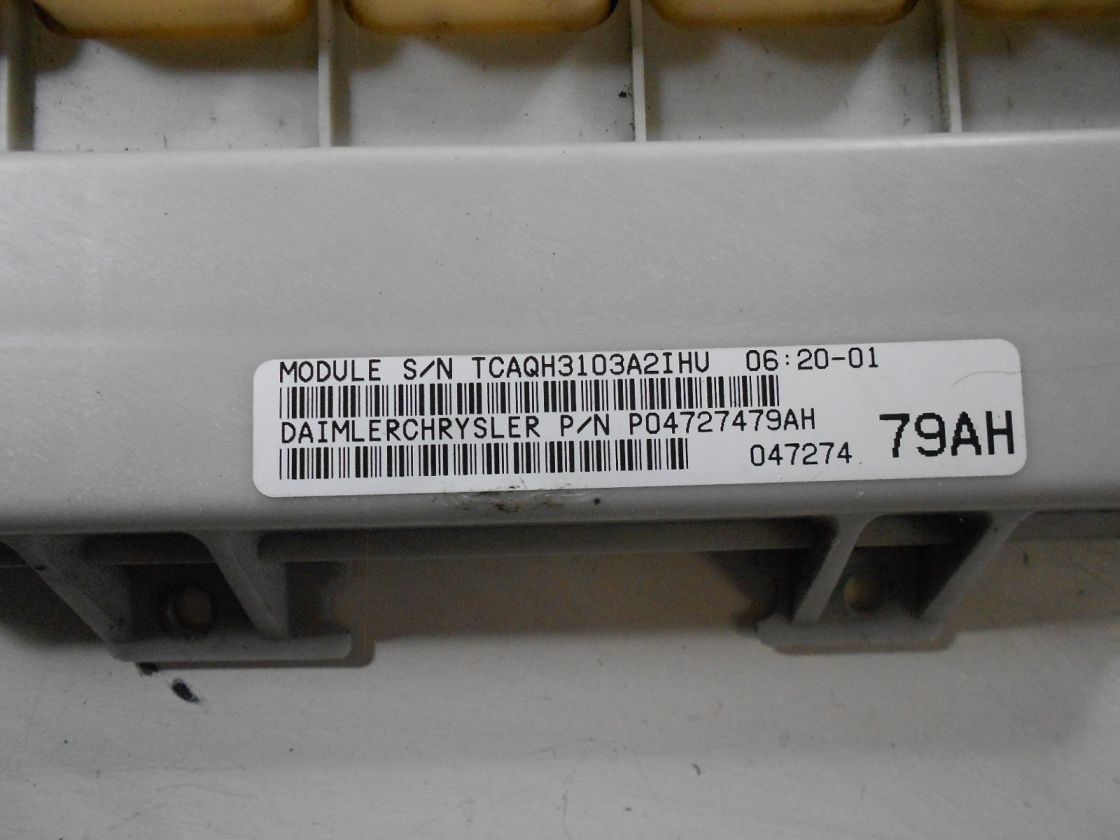 MODULE S/N TCAQH3103A2IHU 06:20-01
DAIMLERCHRYSLER P/N P04727479AH
047274 79AH